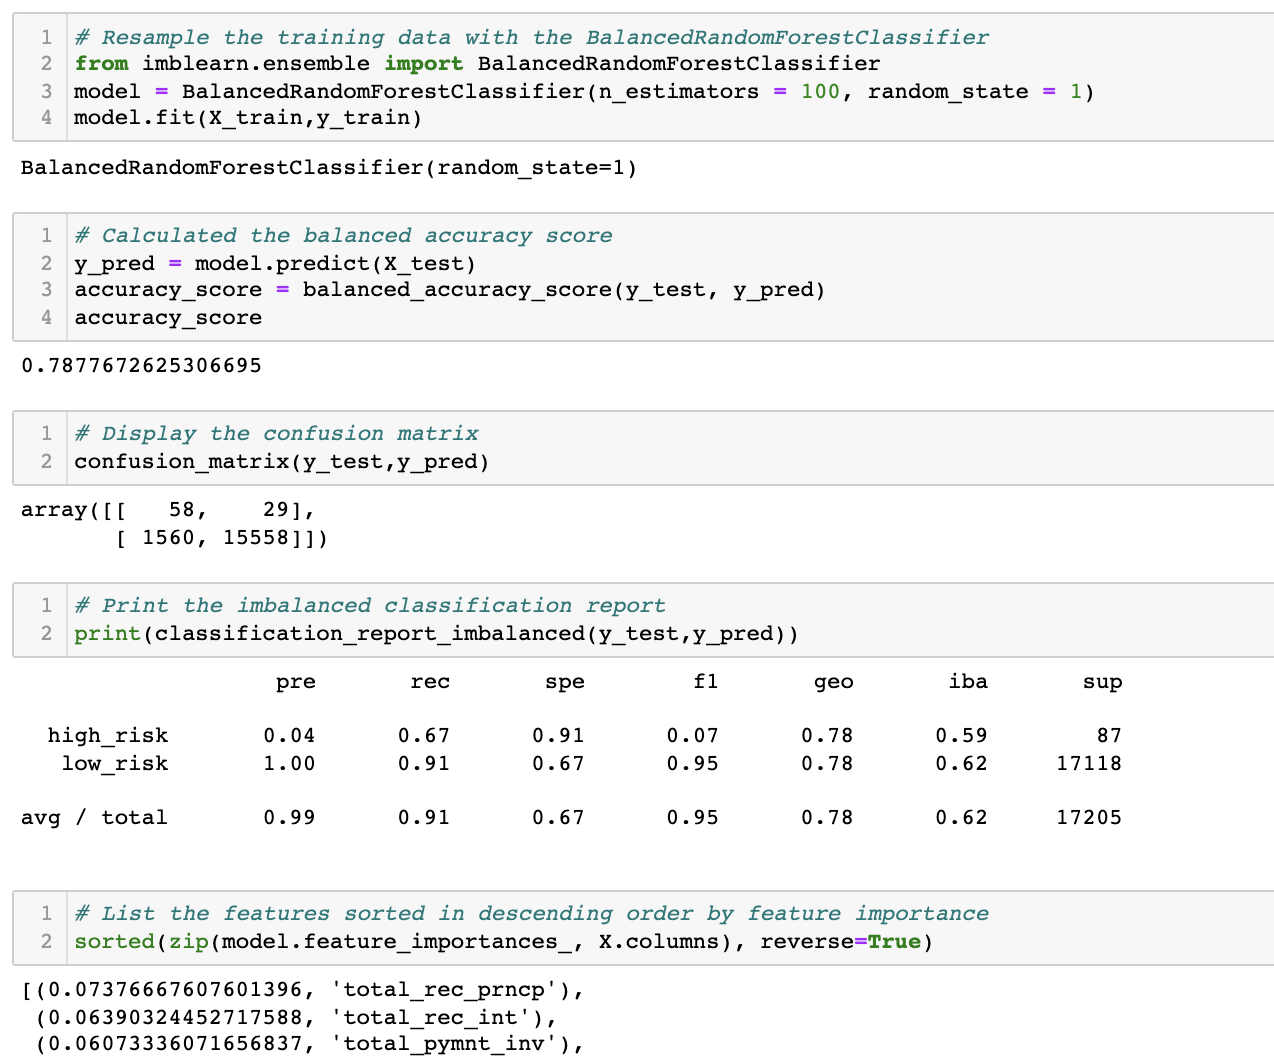 1 # Resample the training data with the BalancedRandomForestClassifier
2 from imblearn.ensemble import BalancedRandomForestClassifier
3 model = BalancedRandomForestClassifier(n_estimators = 100, random_state = 1)
4 model.fit(X_train,y_train)
BalancedRandomForestClassifier(random_state=1)
1 # Calculated the balanced accuracy score
2 y_pred = model.predict(X_test)
3 accuracy_score = balanced_accuracy_score(y_test, y_pred)
4 accuracy_score
0.7877672625306695
1 # Display the confusion matrix
2 confusion_matrix(y_test,y_pred)
array([[   58,    29],
       [ 1560, 15558]])
1 # Print the imbalanced classification report
2 print(classification_report_imbalanced(y_test,y_pred))
                   pre       rec       spe        f1       geo       iba       sup
  high_risk       0.04      0.67      0.91      0.07      0.78      0.59        87
   low_risk       1.00      0.91      0.67      0.95      0.78      0.62     17118
avg / total       0.99      0.91      0.67      0.95      0.78      0.62     17205
1 # List the features sorted in descending order by feature importance
2 sorted(zip(model.feature_importances_, X.columns), reverse=True)
[(0.07376667607601396, 'total_rec_prncp'),
 (0.06390324452717588, 'total_rec_int'),
 (0.06073336071656837, 'total_pymnt_inv'),